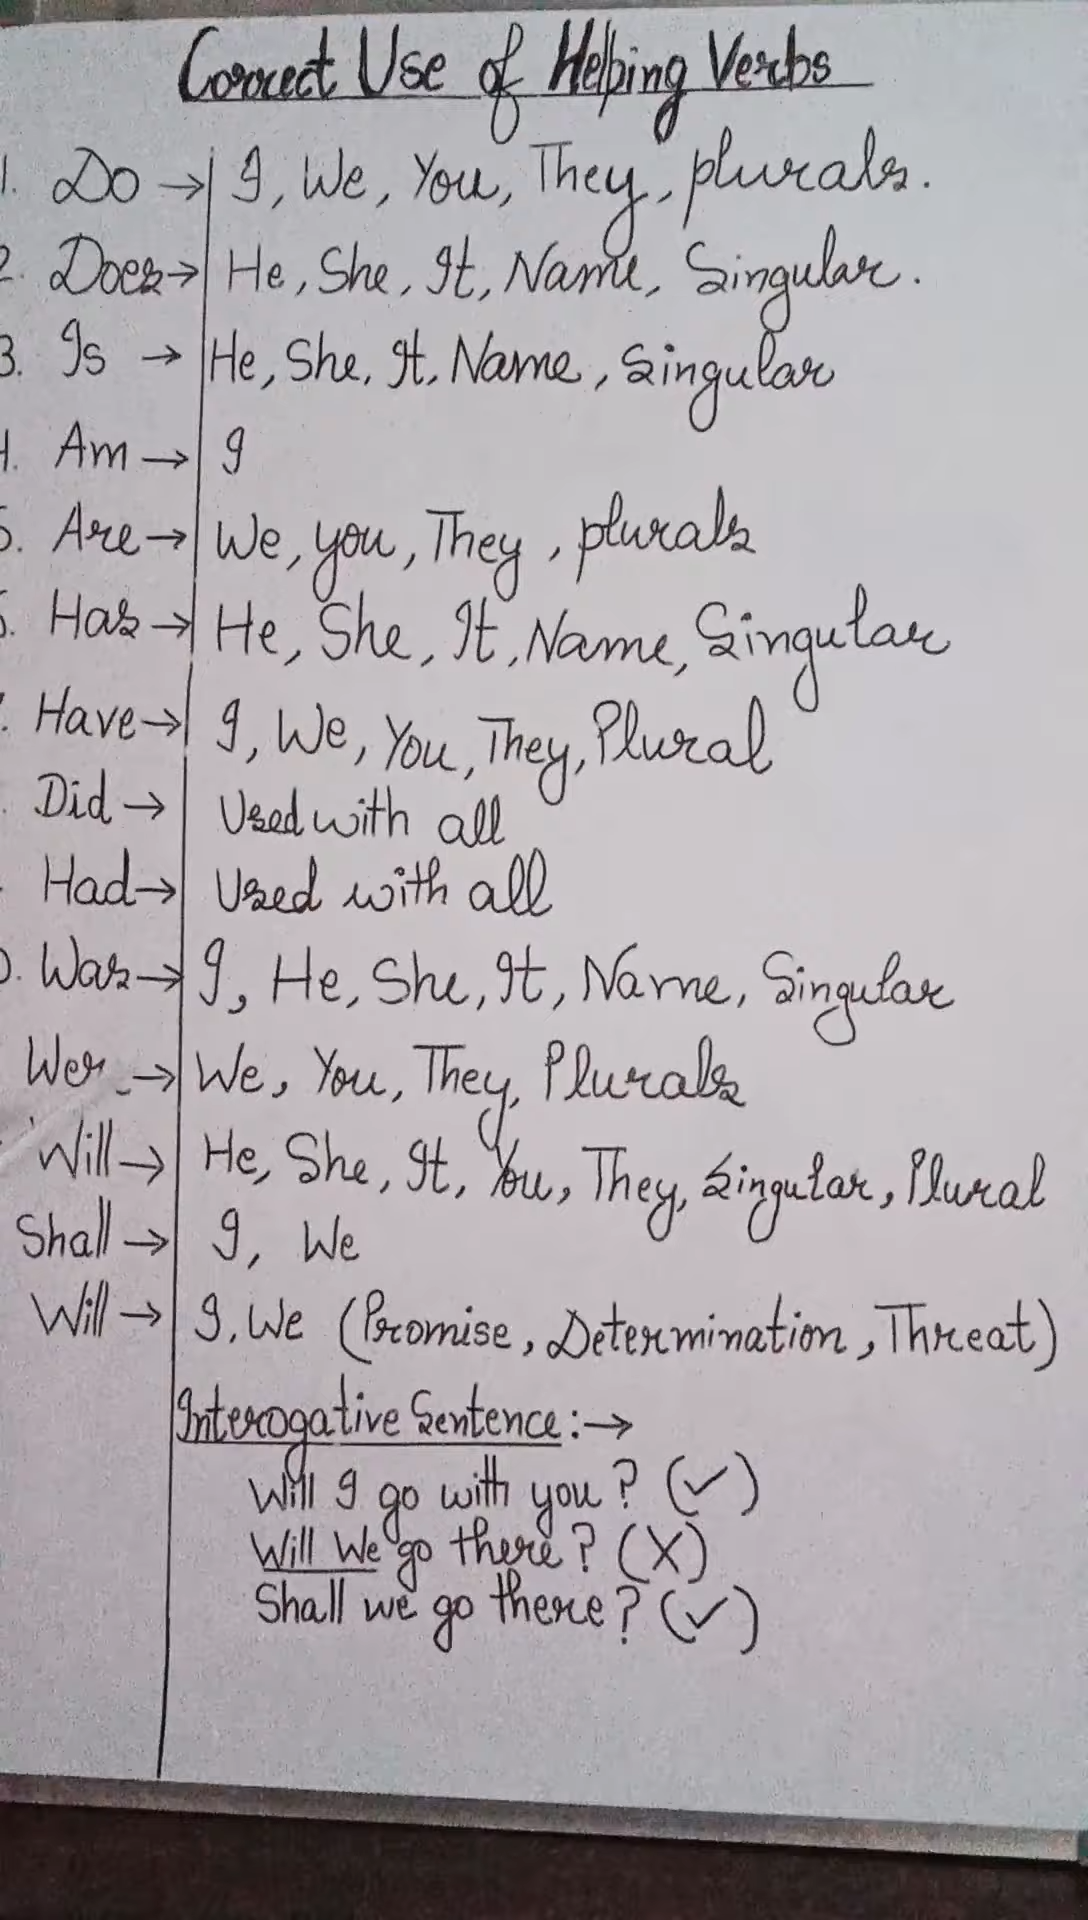 Correct Use of Helping Verbs
1. Do → I, We, You, They, plurals.
2. Does → He, She, It, Name, Singular.
3. Is → He, She, It, Name, Singular
4. Am → I
5. Are → We, you, They, plurals
6. Has → He, She, It, Name, Singular
7. Have → I, We, You, They, Plural
Did → Used with all
Had → Used with all
0. Was → I, He, She, It, Name, Singular
Wer → We, You, They, Plurals
Will → He, She, It, You, They, Singular, Plural
Shall → I, We
Will → I, We (Promise, Determination, Threat)
Interogative Sentence :→
Will I go with you? (✓)
Will We go there? (X)
Shall we go there? (✓)